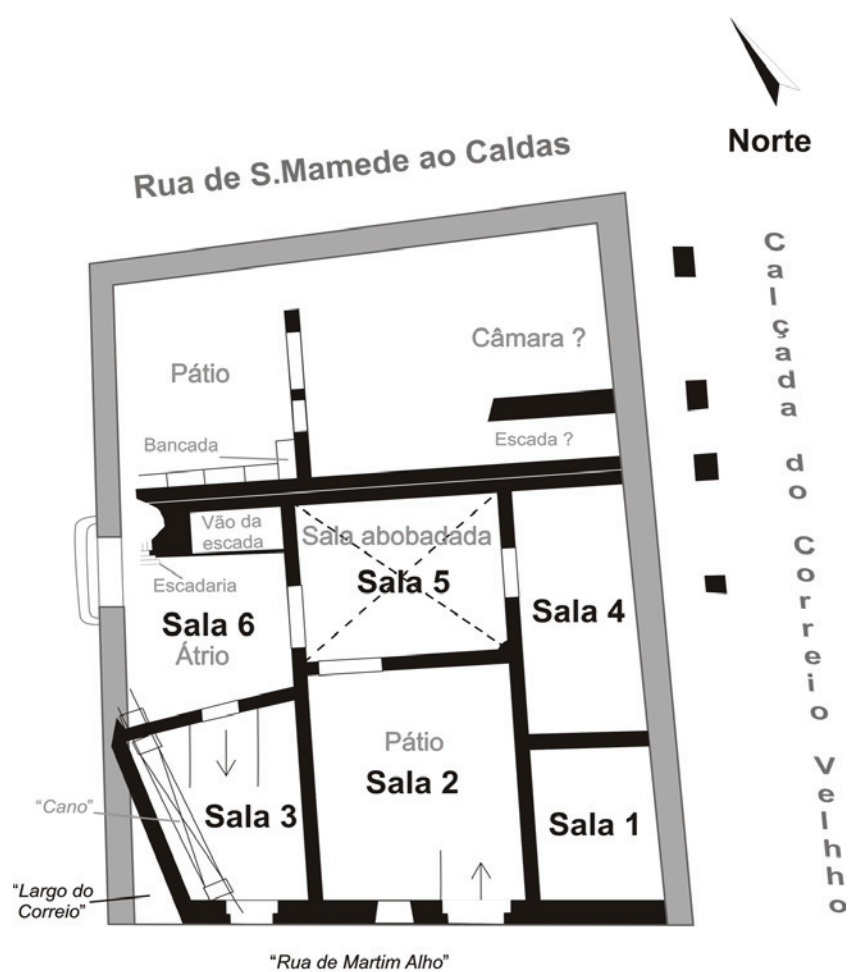 Norte
Rua de S.Mamede ao Caldas
Calçada do Correio Velhho
Câmara ?
Pátio
Bancada
Escada ?
Vão da
escada
Sala abobadada
Sala 5
Escadaria
Sala 6
Átrio
Sala 4
Pátio
Sala 2
"Cano"
Sala 3
Sala 1
"Largo do
Correio"
"Rua de Martim Alho"